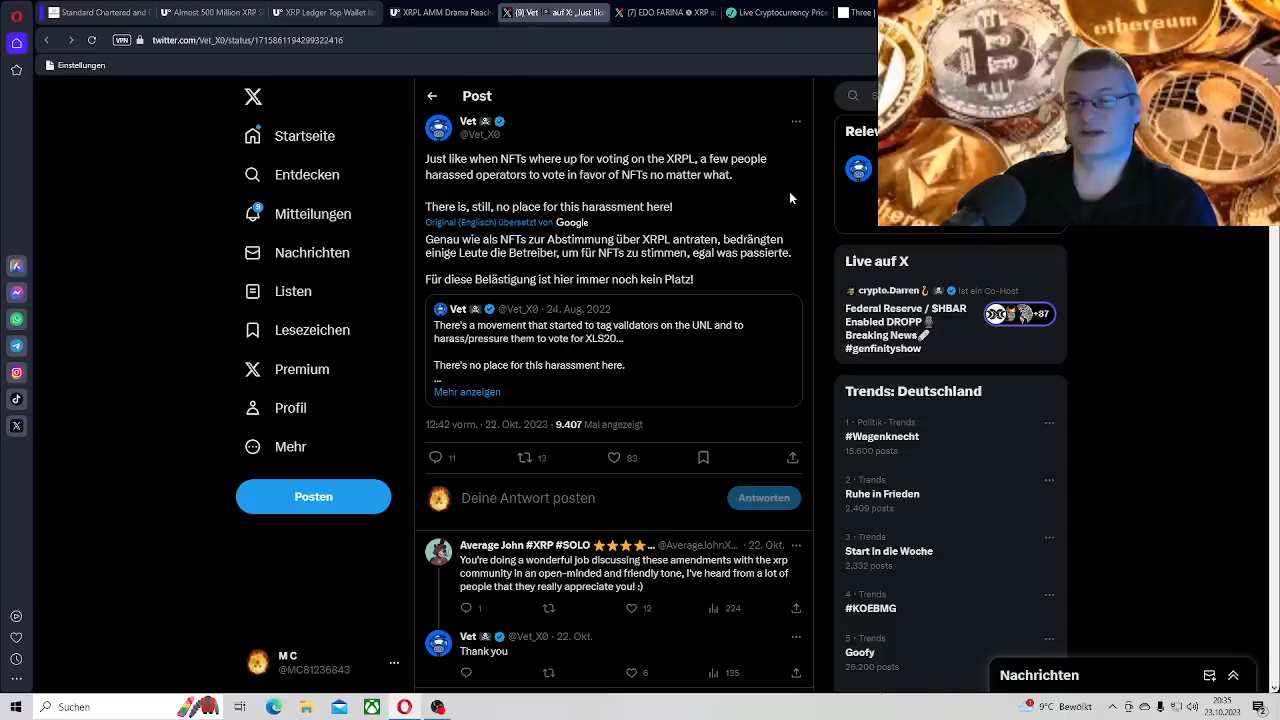 Standard Chartered and D
Almost 500 Million XRP S
XRP Ledger Top Wallet Is
XRPL AMM Drama Reach
(9) Vet auf X: „Just like
(7) EDO FARINA XRP au
Live Cryptocurrency Price
Three
VPN
twitter.com/Vet_X0/status/1715861194299322416
Einstellungen
Startseite
Entdecken
9
Mitteilungen
Nachrichten
Listen
Lesezeichen
Premium
Profil
Mehr
Posten
M C
@MC81236843
Post
Vet
@Vet_X0
Just like when NFTs where up for voting on the XRPL, a few people
harassed operators to vote in favor of NFTs no matter what.
There is, still, no place for this harassment here!
Original (Englisch) übersetzt von Google
Genau wie als NFTs zur Abstimmung über XRPL antraten, bedrängten
einige Leute die Betreiber, um für NFTs zu stimmen, egal was passierte.
Für diese Belästigung ist hier immer noch kein Platz!
Vet @Vet_X0 · 24. Aug. 2022
There's a movement that started to tag validators on the UNL and to
harass/pressure them to vote for XLS20...
There's no place for this harassment here.
...
Mehr anzeigen
12:42 vorm. · 22. Okt. 2023 · 9.407 Mal angezeigt
11 13 83
Deine Antwort posten
Antworten
Average John #XRP #SOLO ... @AverageJohnX... · 22. Okt.
You're doing a wonderful job discussing these amendments with the xrp
community in an open-minded and friendly tone, I've heard from a lot of
people that they really appreciate you! :)
1 12 224
Vet @Vet_X0 · 22. Okt.
Thank you
6 135
Relev
Live auf X
crypto.Darren ist ein Co-Host
Federal Reserve / $HBAR
Enabled DROPP
Breaking News
#genfinityshow
+87
Trends: Deutschland
1 · Politik · Trends
#Wagenknecht
15.600 posts
2 · Trends
Ruhe in Frieden
2.409 posts
3 · Trends
Start in die Woche
2.332 posts
4 · Trends
#KOEBMG
5 · Trends
Goofy
26.200 posts
Nachrichten
ethereum
Suchen
9°C Bewölkt
20:35
23.10.2023
2